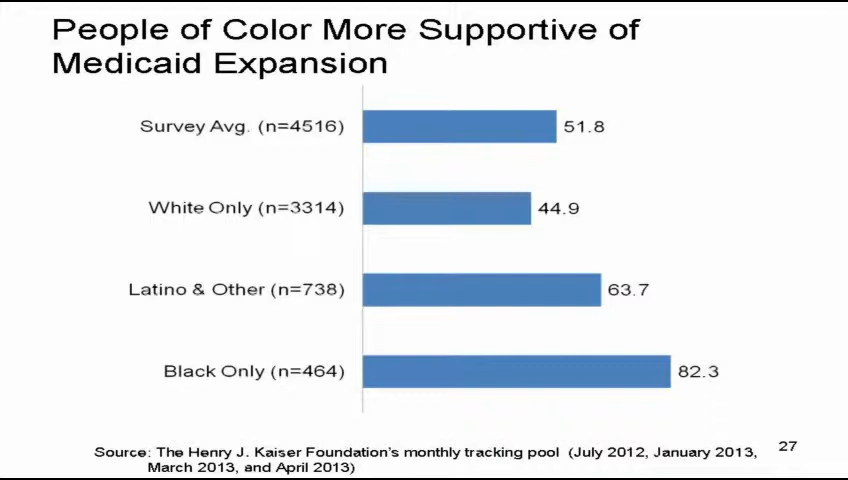 People of Color More Supportive of
Medicaid Expansion
Survey Avg. (n=4516) 51.8
White Only (n=3314) 44.9
Latino & Other (n=738) 63.7
Black Only (n=464) 82.3
Source: The Henry J. Kaiser Foundation's monthly tracking pool (July 2012, January 2013,
March 2013, and April 2013)
27